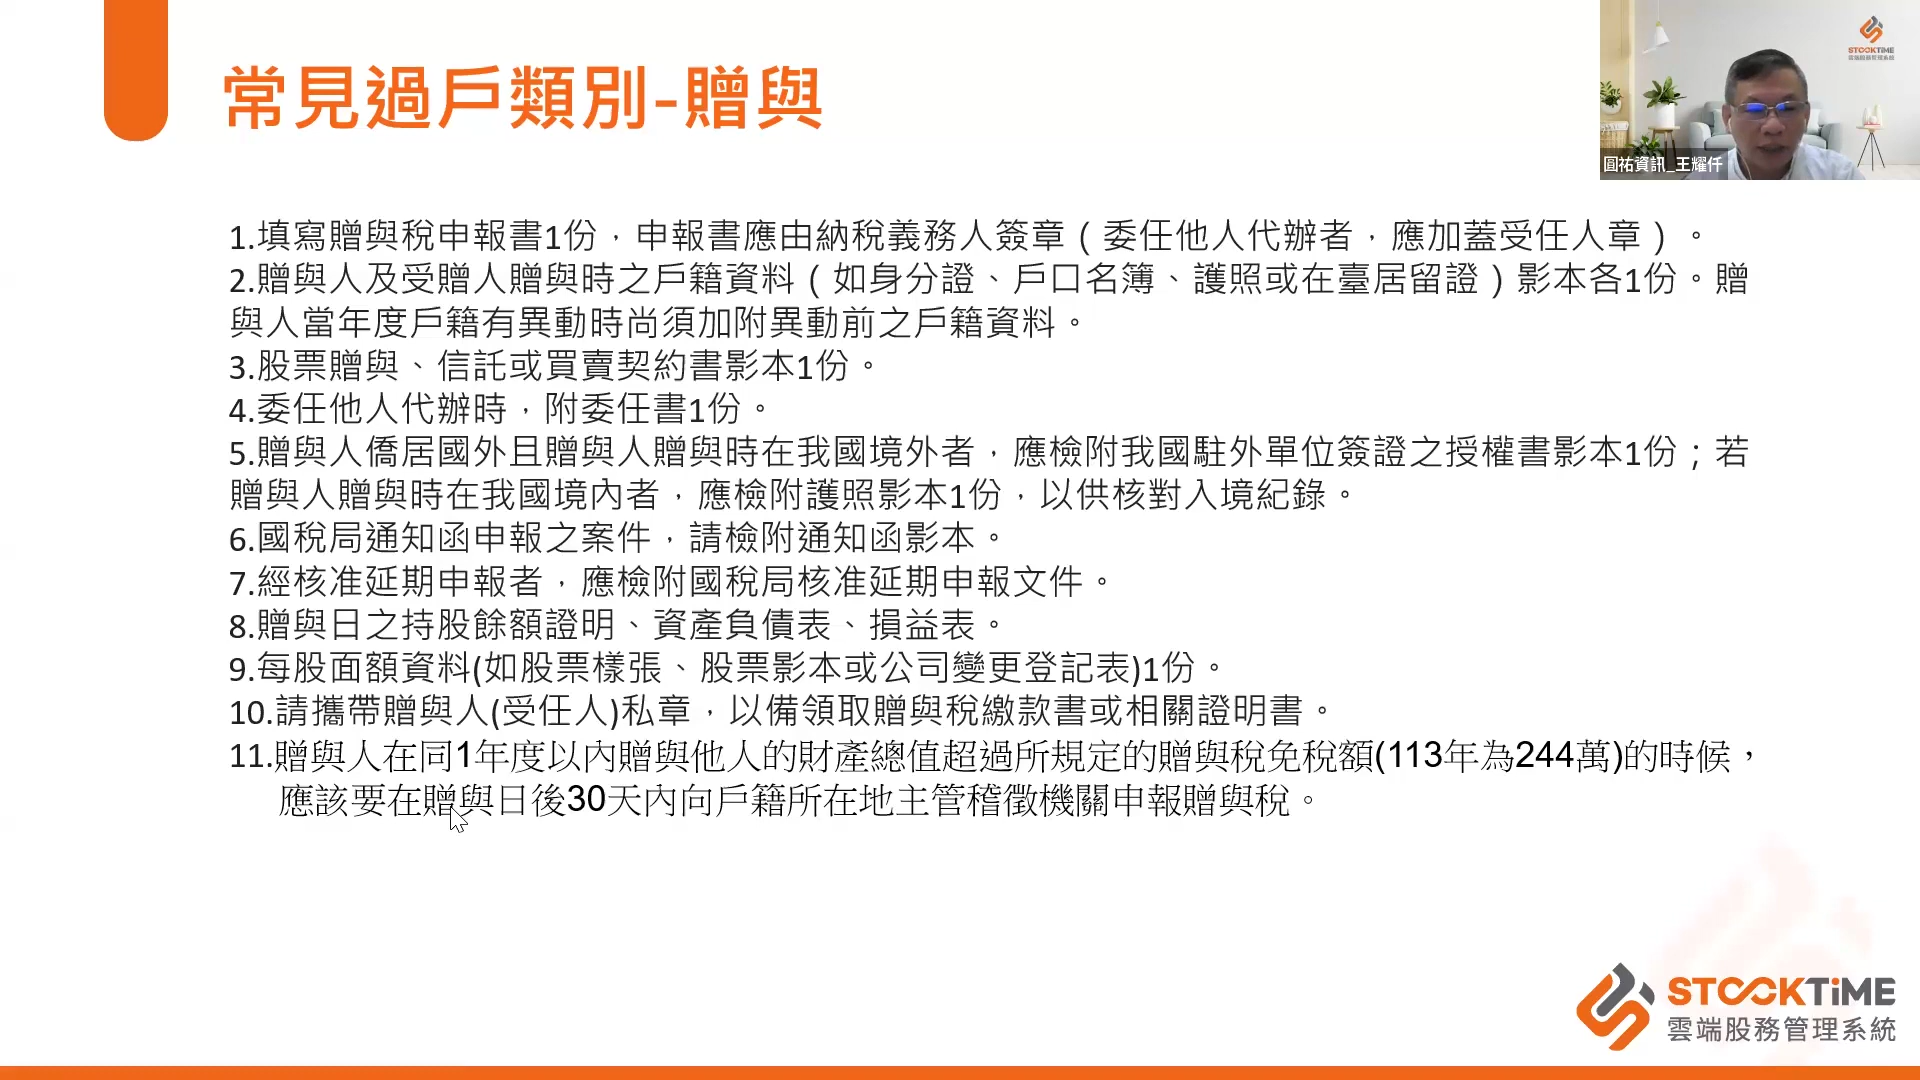 常見過戶類別-贈與
STOCKTIME
雲端股務管理系統
圓祐資訊_王耀仟
1.填寫贈與稅申報書1份，申報書應由納稅義務人簽章（委任他人代辦者，應加蓋受任人章）。
2.贈與人及受贈人贈與時之戶籍資料（如身分證、戶口名簿、護照或在臺居留證）影本各1份。贈
與人當年度戶籍有異動時尚須加附異動前之戶籍資料。
3.股票贈與、信託或買賣契約書影本1份。
4.委任他人代辦時，附委任書1份。
5.贈與人僑居國外且贈與人贈與時在我國境外者，應檢附我國駐外單位簽證之授權書影本1份；若
贈與人贈與時在我國境內者，應檢附護照影本1份，以供核對入境紀錄。
6.國稅局通知函申報之案件，請檢附通知函影本。
7.經核准延期申報者，應檢附國稅局核准延期申報文件。
8.贈與日之持股餘額證明、資產負債表、損益表。
9.每股面額資料(如股票樣張、股票影本或公司變更登記表)1份。
10.請攜帶贈與人(受任人)私章，以備領取贈與稅繳款書或相關證明書。
11.贈與人在同1年度以內贈與他人的財產總值超過所規定的贈與稅免稅額(113年為244萬)的時候，
應該要在贈與日後30天內向戶籍所在地主管稽徵機關申報贈與稅。
STOCKTiME
雲端股務管理系統